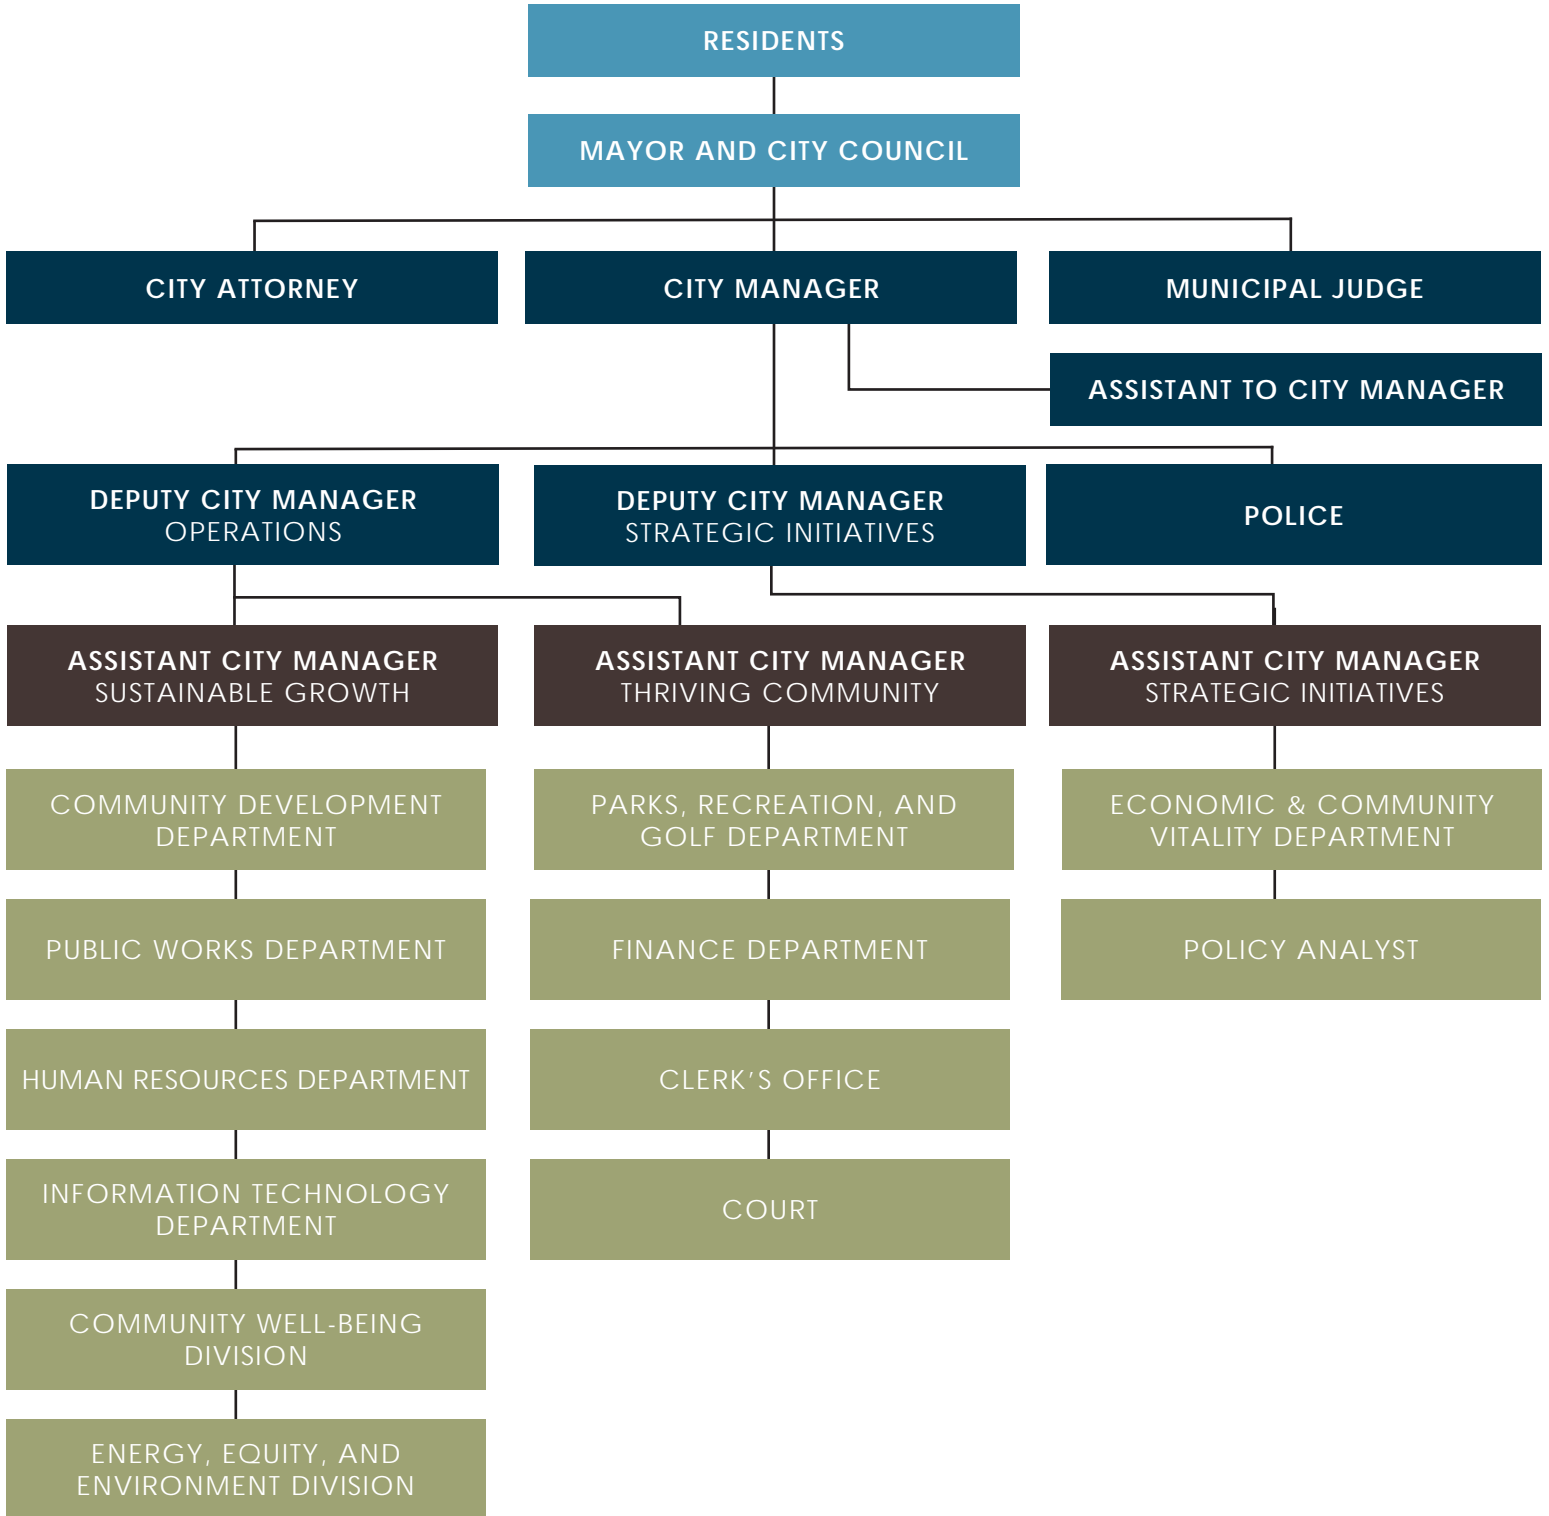 RESIDENTS
MAYOR AND CITY COUNCIL
CITY ATTORNEY
CITY MANAGER
MUNICIPAL JUDGE
ASSISTANT TO CITY MANAGER
DEPUTY CITY MANAGER
OPERATIONS
DEPUTY CITY MANAGER
STRATEGIC INITIATIVES
POLICE
ASSISTANT CITY MANAGER
SUSTAINABLE GROWTH
ASSISTANT CITY MANAGER
THRIVING COMMUNITY
ASSISTANT CITY MANAGER
STRATEGIC INITIATIVES
COMMUNITY DEVELOPMENT
DEPARTMENT
PARKS, RECREATION, AND
GOLF DEPARTMENT
ECONOMIC & COMMUNITY
VITALITY DEPARTMENT
PUBLIC WORKS DEPARTMENT
FINANCE DEPARTMENT
POLICY ANALYST
HUMAN RESOURCES DEPARTMENT
CLERK’S OFFICE
INFORMATION TECHNOLOGY
DEPARTMENT
COURT
COMMUNITY WELL-BEING
DIVISION
ENERGY, EQUITY, AND
ENVIRONMENT DIVISION